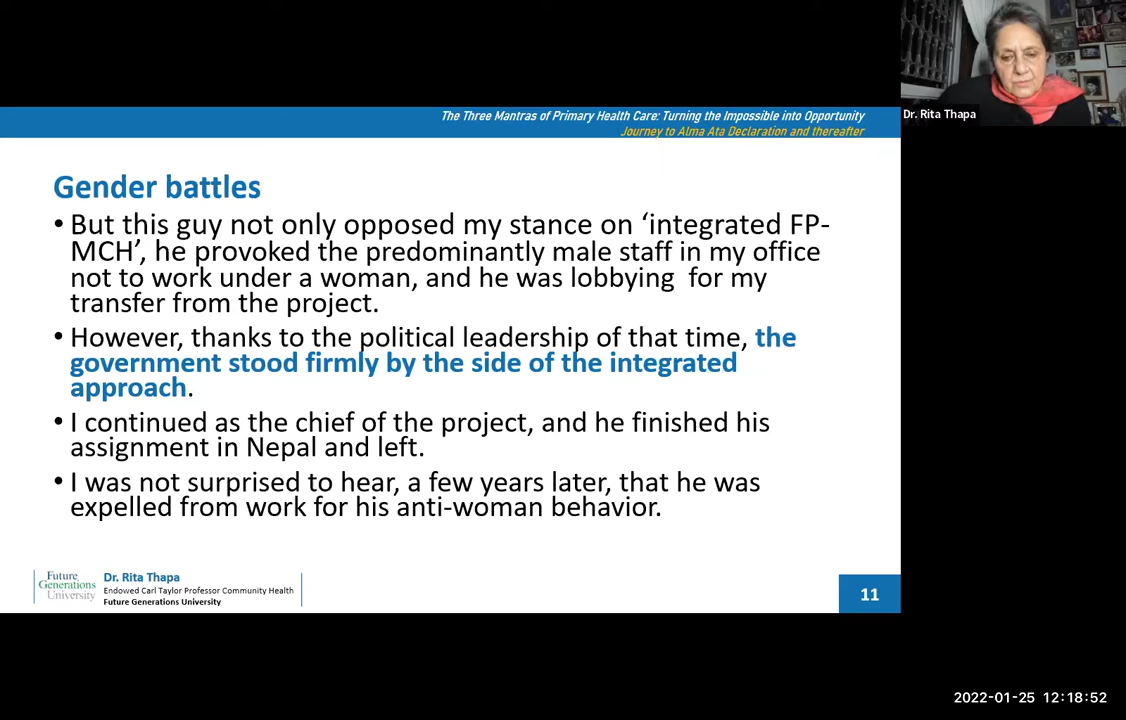 Dr. Rita Thapa
The Three Mantras of Primary Health Care: Turning the Impossible into Opportunity
Journey to Alma Ata Declaration and thereafter
Gender battles
• But this guy not only opposed my stance on ‘integrated FP-
MCH’, he provoked the predominantly male staff in my office
not to work under a woman, and he was lobbying for my
transfer from the project.
• However, thanks to the political leadership of that time, the
government stood firmly by the side of the integrated
approach.
• I continued as the chief of the project, and he finished his
assignment in Nepal and left.
• I was not surprised to hear, a few years later, that he was
expelled from work for his anti-woman behavior.
Future
Generations
University
Dr. Rita Thapa
Endowed Carl Taylor Professor Community Health
Future Generations University
11
2022-01-25 12:18:52